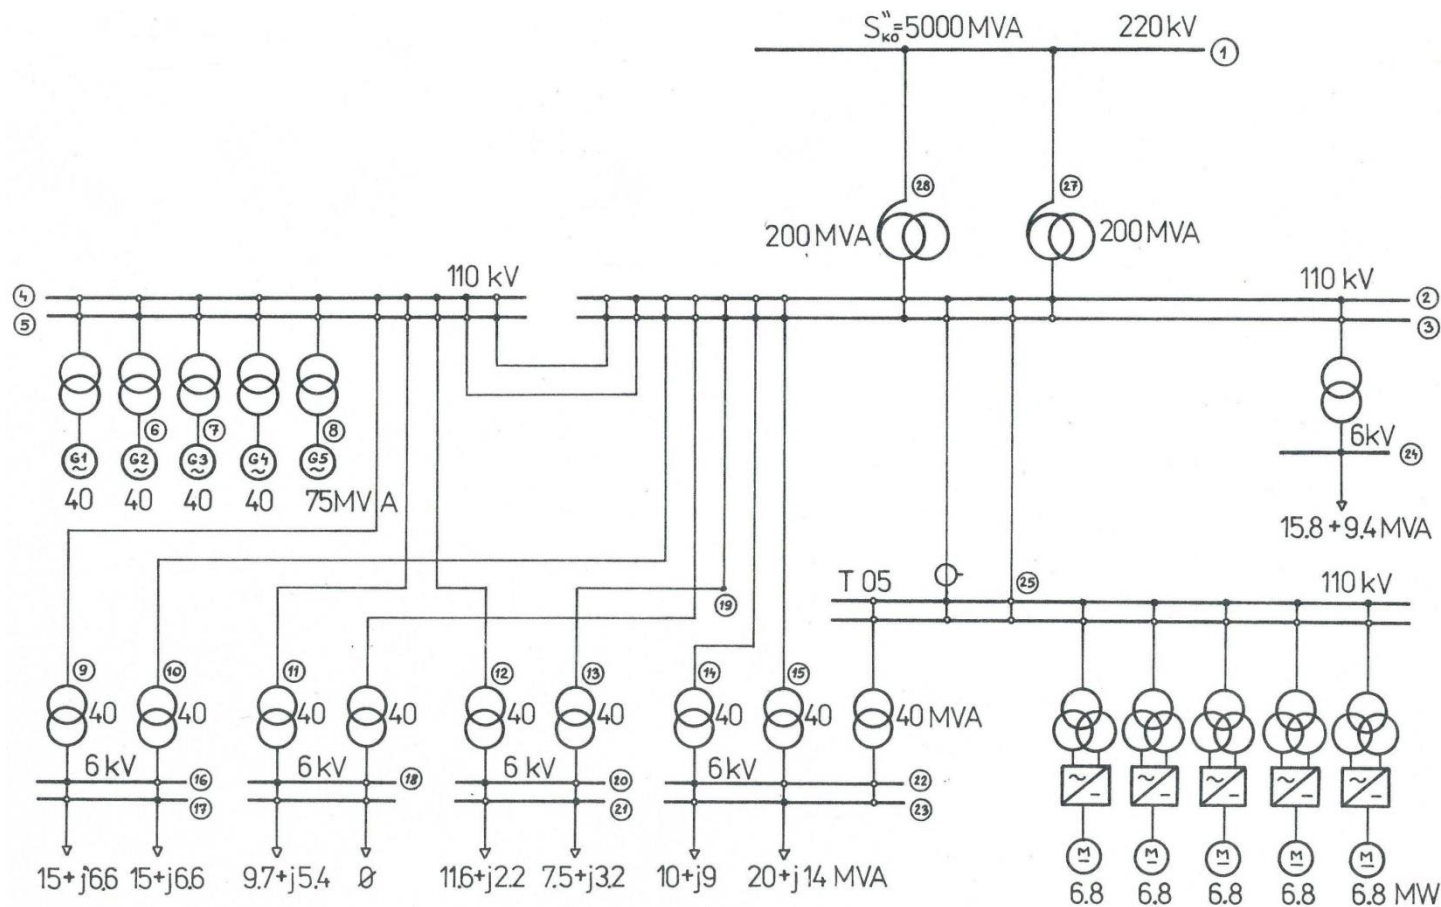 S"ко=5000 MVA 220 kV ①
㉘ ㉗
200 MVA 200 MVA
④ 110 kV 110 kV ②
⑤ ③
⑥ ⑦ ⑧ 6 kV ㉔
G1 ~ G2 ~ G3 ~ G4 ~ G5 ~
40 40 40 40 75 MVA
15.8+9.4 MVA
T 05 ㉕ 110 kV
⑲
⑨ ⑩ ⑪ ⑫ ⑬ ⑭ ⑮
40 40 40 40 40 40 40 40 40 MVA
6 kV ⑯ 6 kV ⑱ 6 kV ⑳ 6 kV ㉒
⑰ ㉑ ㉓
~ – ~ – ~ – ~ – ~ –
M M M M M
15+j6.6 15+j6.6 9.7+j5.4 ø 11.6+j2.2 7.5+j3.2 10+j9 20+j14 MVA
6.8 6.8 6.8 6.8 6.8 MW